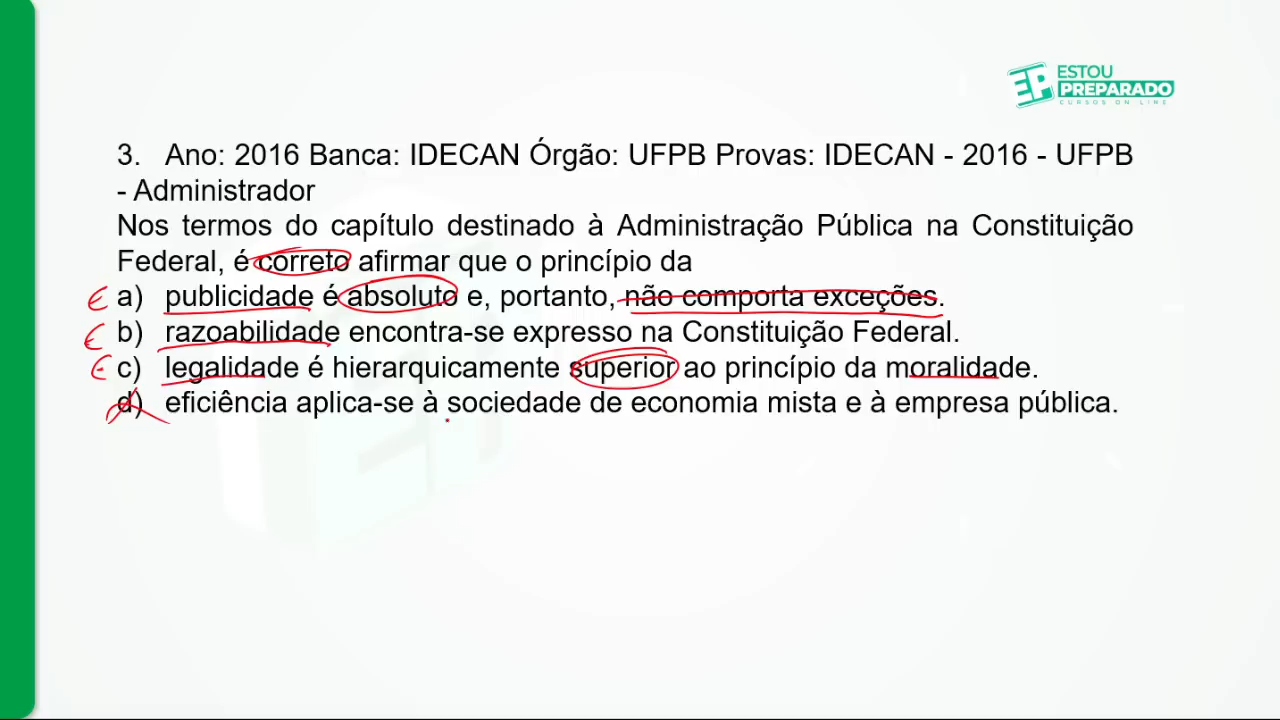 ESTOU
EP PREPARADO
CURSOS ON LINE
3. Ano: 2016 Banca: IDECAN Órgão: UFPB Provas: IDECAN - 2016 - UFPB
- Administrador
Nos termos do capítulo destinado à Administração Pública na Constituição
Federal, é correto afirmar que o princípio da
E a) publicidade é absoluto e, portanto, não comporta exceções.
E b) razoabilidade encontra-se expresso na Constituição Federal.
E c) legalidade é hierarquicamente superior ao princípio da moralidade.
d) eficiência aplica-se à sociedade de economia mista e à empresa pública.